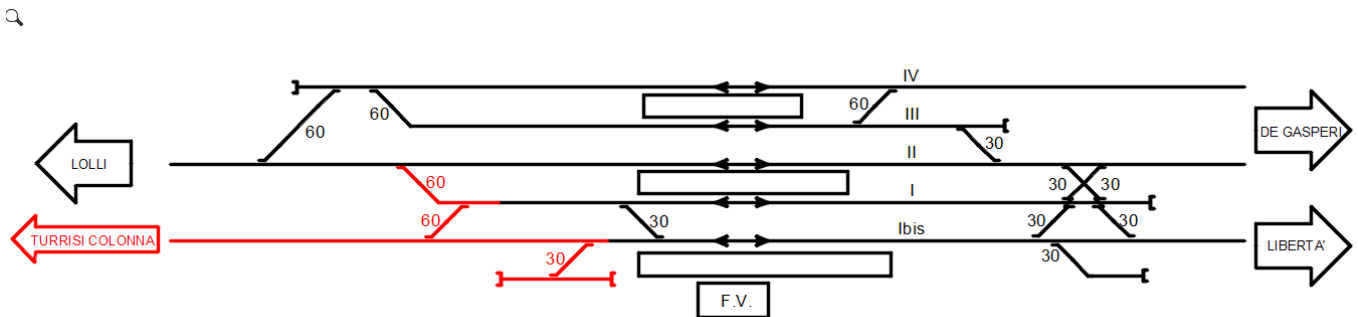 IV
60
60
60
III
30
DE GASPERI
LOLLI
II
60
30
30
I
60
30
30
30
Ibis
TURRISI COLONNA
LIBERTA'
30
30
F.V.